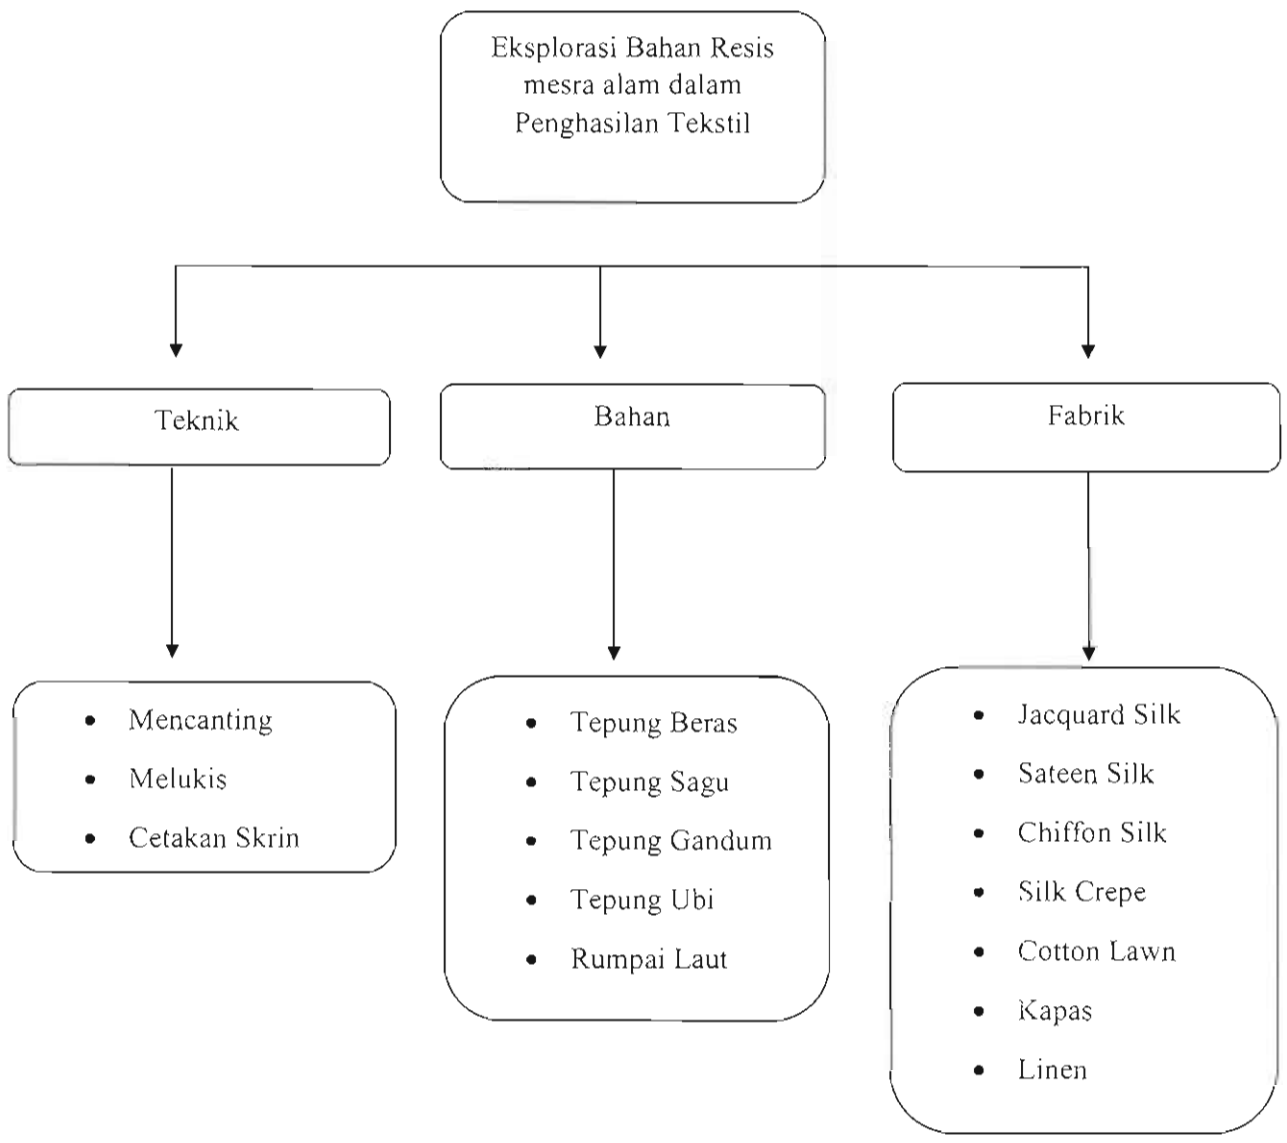 Eksplorasi Bahan Resis
mesra alam dalam
Penghasilan Tekstil
Teknik
Bahan
Fabrik
• Mencanting
• Melukis
• Cetakan Skrin
• Tepung Beras
• Tepung Sagu
• Tepung Gandum
• Tepung Ubi
• Rumpai Laut
• Jacquard Silk
• Sateen Silk
• Chiffon Silk
• Silk Crepe
• Cotton Lawn
• Kapas
• Linen